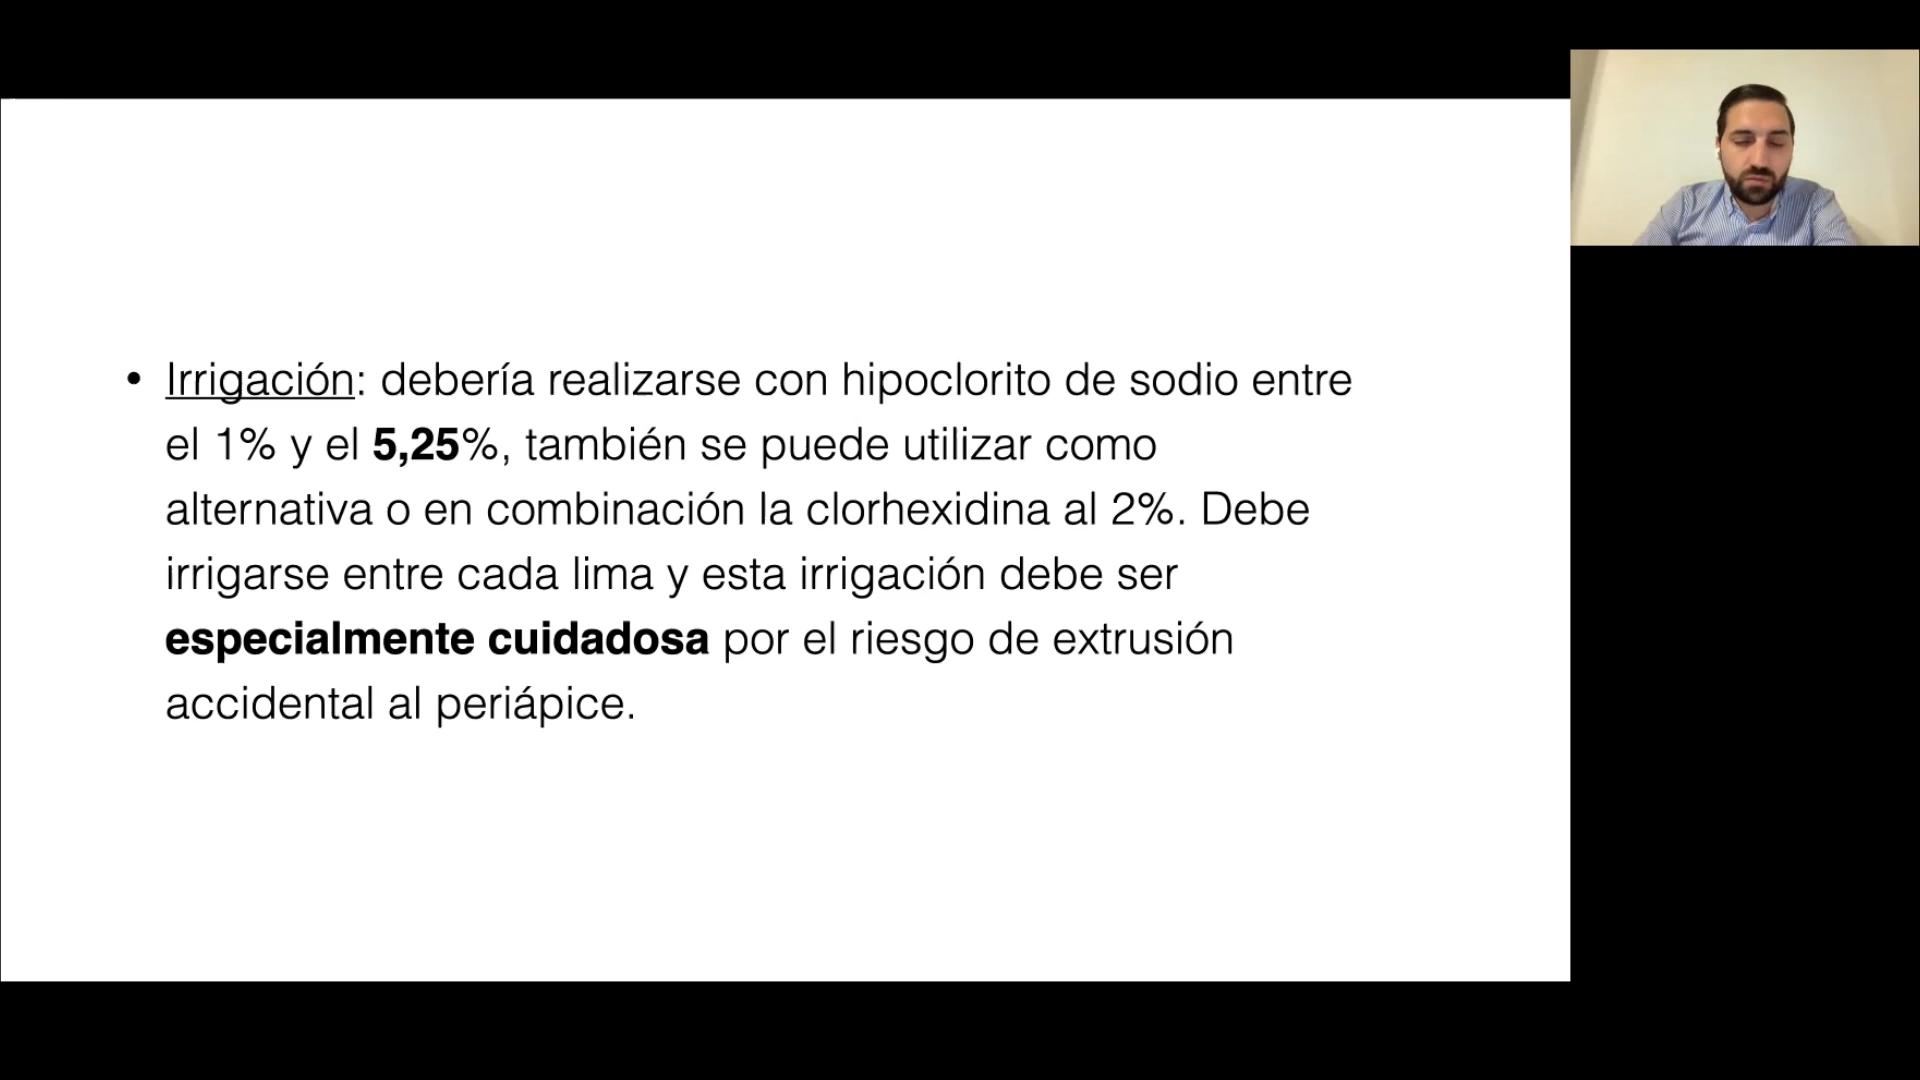 • Irrigación: debería realizarse con hipoclorito de sodio entre
el 1% y el 5,25%, también se puede utilizar como
alternativa o en combinación la clorhexidina al 2%. Debe
irrigarse entre cada lima y esta irrigación debe ser
especialmente cuidadosa por el riesgo de extrusión
accidental al periápice.